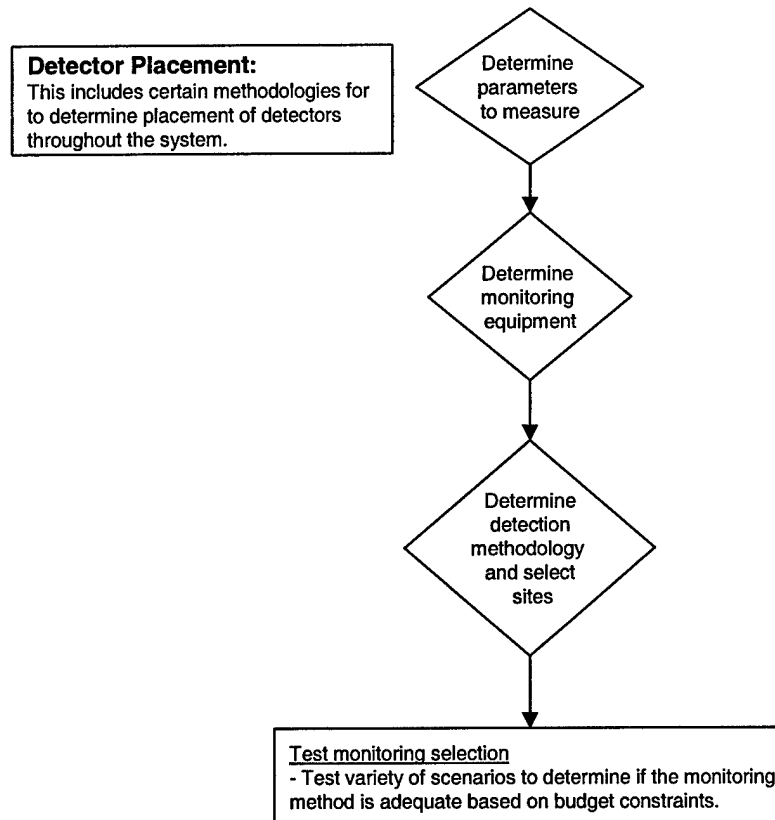 Detector Placement:
This includes certain methodologies for
to determine placement of detectors
throughout the system.
Determine
parameters
to measure
Determine
monitoring
equipment
Determine
detection
methodology
and select
sites
Test monitoring selection
- Test variety of scenarios to determine if the monitoring
method is adequate based on budget constraints.